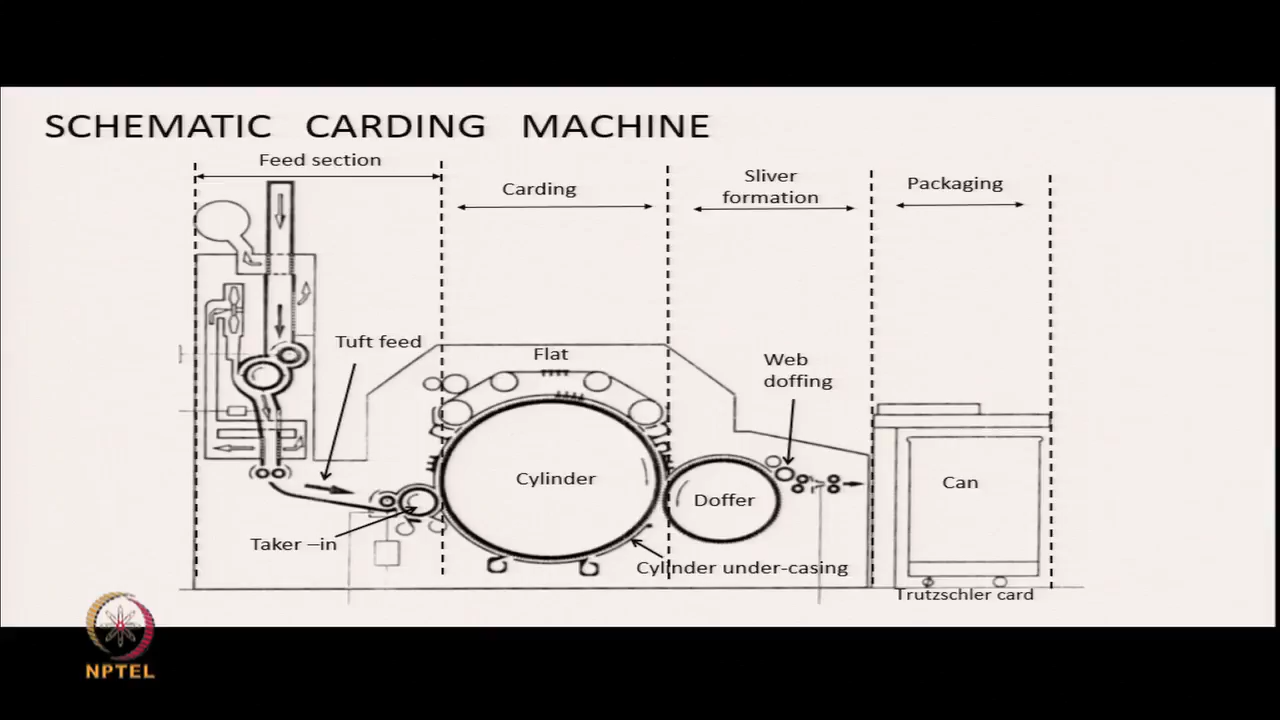 SCHEMATIC CARDING MACHINE
Feed section
Carding
Sliver
formation
Packaging
Tuft feed
Flat
Web
doffing
Cylinder
Doffer
Can
Taker –in
Cylinder under-casing
Trutzschler card
NPTEL